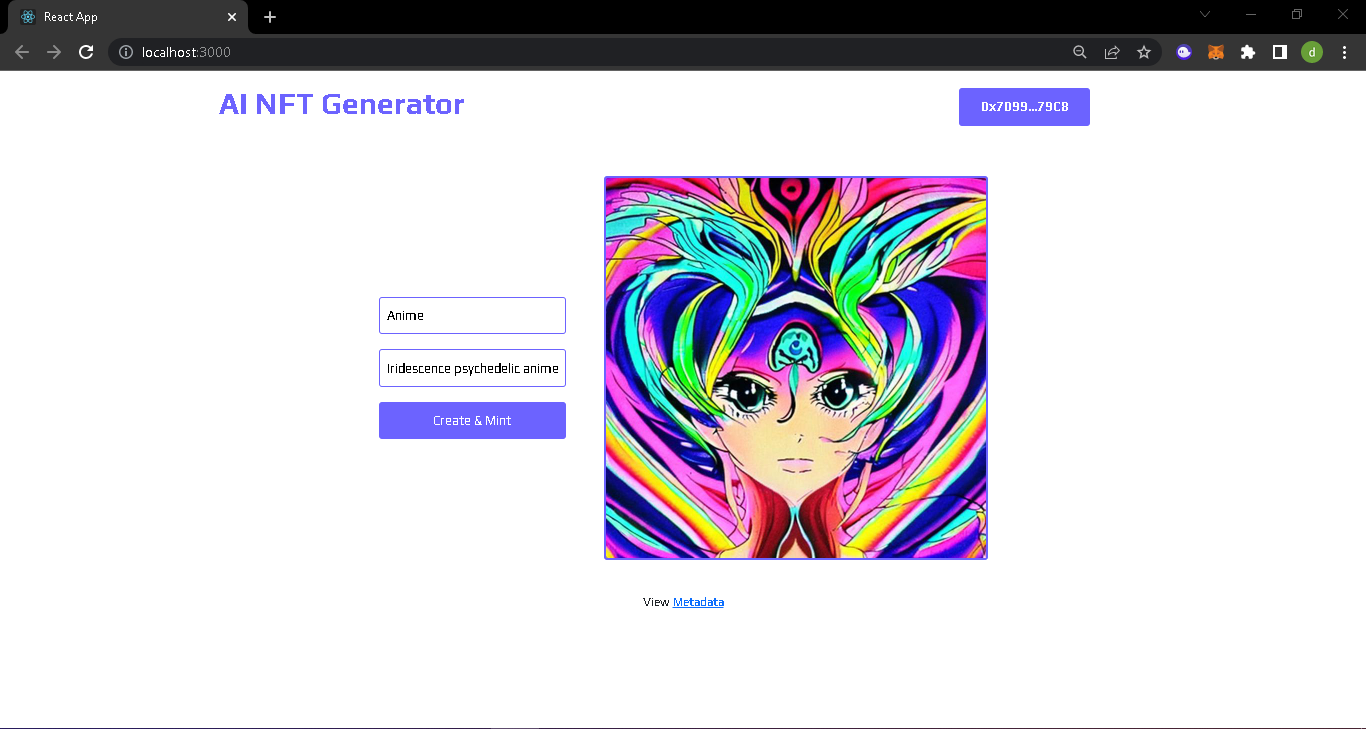 React App
localhost:3000
d
AI NFT Generator
0x7D99...79C8
Anime
Iridescence psychedelic anime
Create & Mint
View Metadata